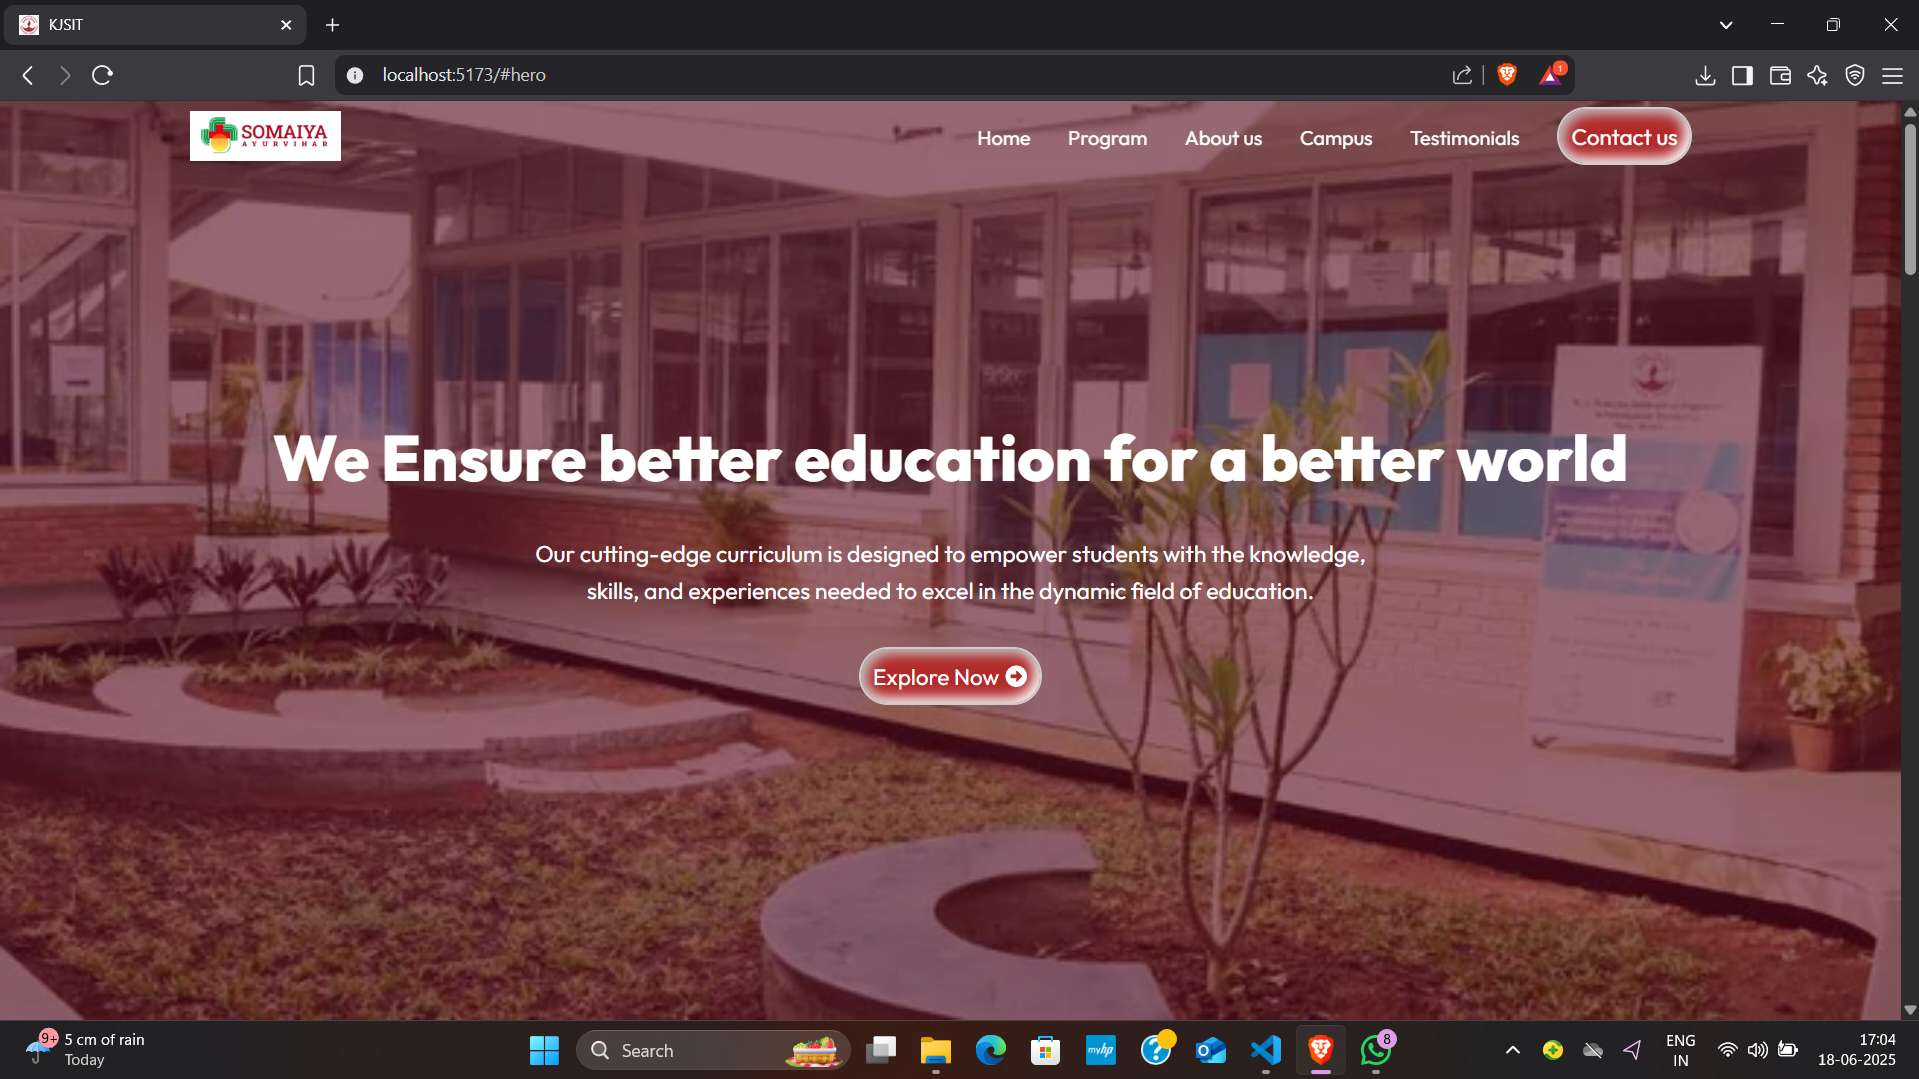 KJSIT
localhost:5173/#hero
1
SOMAIYA
AYURVIHAR
Home
Program
About us
Campus
Testimonials
Contact us
We Ensure better education for a better world
Our cutting-edge curriculum is designed to empower students with the knowledge,
skills, and experiences needed to excel in the dynamic field of education.
Explore Now
9+
5 cm of rain
Today
Search
myhp
8
ENG
IN
17:04
18-06-2025